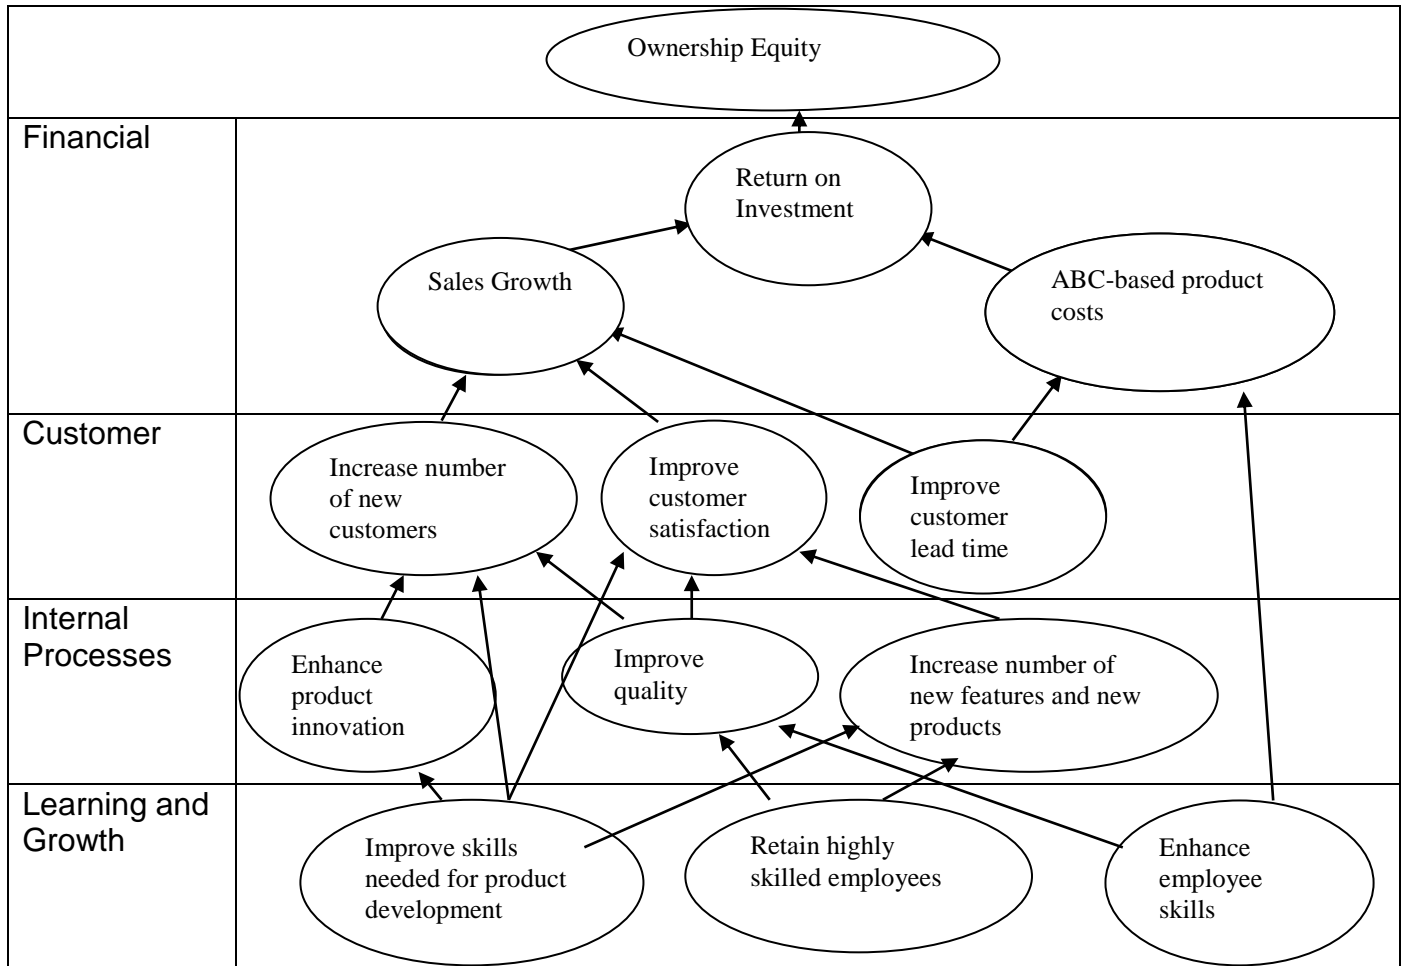 Ownership Equity
Financial
Return on
Investment
Sales Growth
ABC-based product
costs
Customer
Increase number
of new
customers
Improve
customer
satisfaction
Improve
customer
lead time
Internal
Processes
Enhance
product
innovation
Improve
quality
Increase number of
new features and new
products
Learning and
Growth
Improve skills
needed for product
development
Retain highly
skilled employees
Enhance
employee
skills